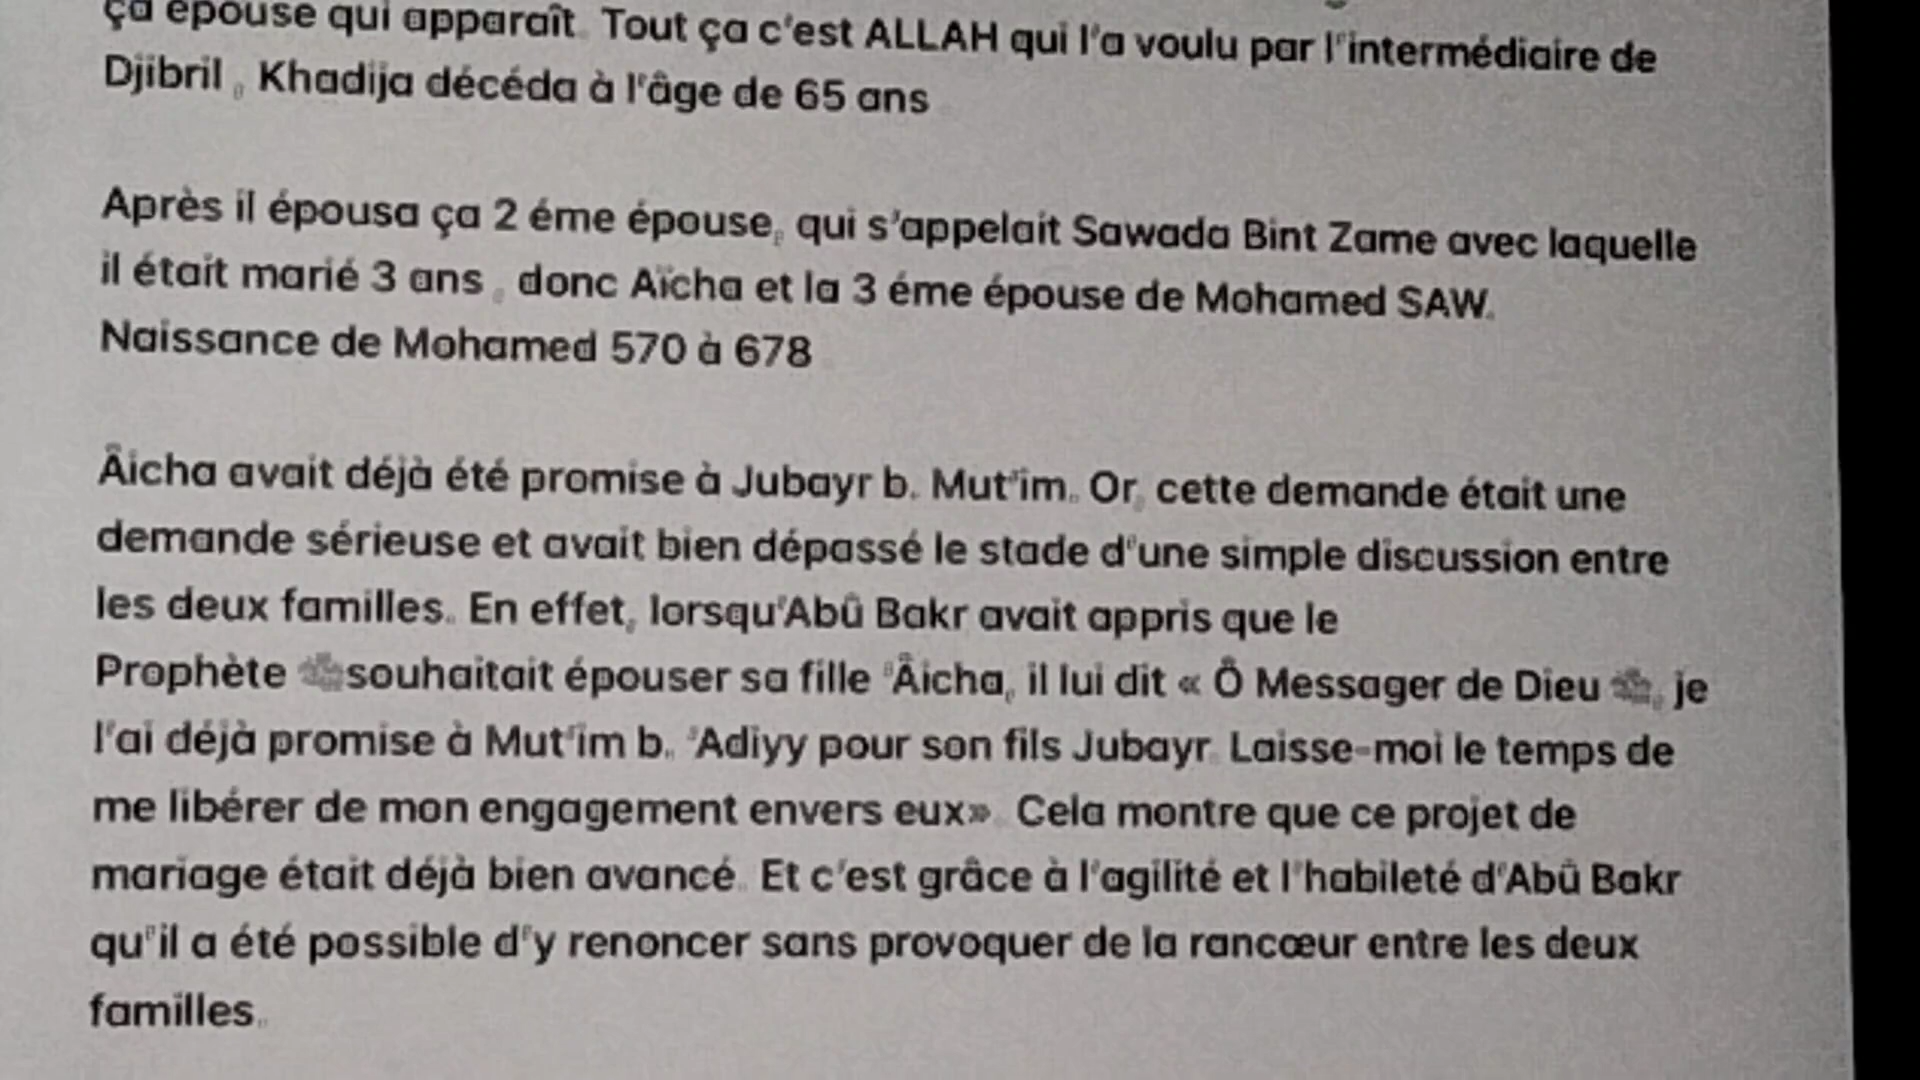 ça épouse qui apparaît. Tout ça c'est ALLAH qui l'a voulu par l'intermédiaire de
Djibril , Khadija décéda à l'âge de 65 ans
Après il épousa ça 2 éme épouse, qui s'appelait Sawada Bint Zame avec laquelle
il était marié 3 ans , donc Aïcha et la 3 éme épouse de Mohamed SAW.
Naissance de Mohamed 570 à 678
Âicha avait déjà été promise à Jubayr b. Mut'im. Or, cette demande était une
demande sérieuse et avait bien dépassé le stade d'une simple discussion entre
les deux familles. En effet, lorsqu'Abû Bakr avait appris que le
Prophète ﷺ souhaitait épouser sa fille 'Âicha, il lui dit « Ô Messager de Dieu ﷺ, je
l'ai déjà promise à Mut'im b. 'Adiyy pour son fils Jubayr. Laisse-moi le temps de
me libérer de mon engagement envers eux». Cela montre que ce projet de
mariage était déjà bien avancé. Et c'est grâce à l'agilité et l'habileté d'Abû Bakr
qu'il a été possible d'y renoncer sans provoquer de la rancœur entre les deux
familles.